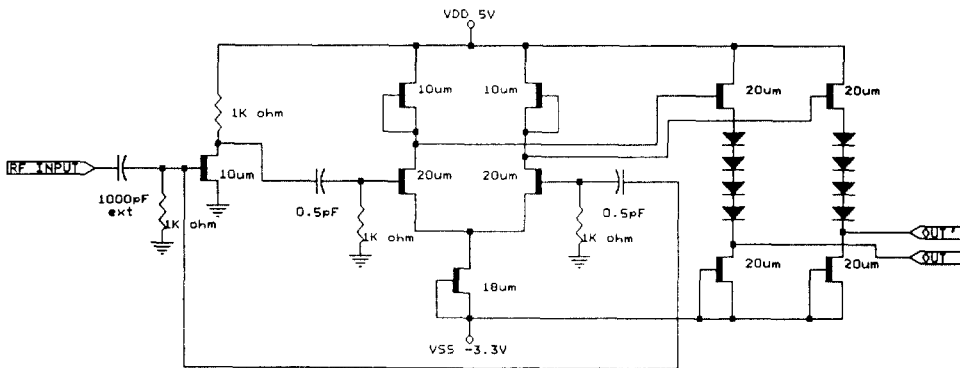 VDD 5V
10um
10um
20um
20um
1K ohm
RF INPUT
10um
20um
20um
1000pF
ext
0.5pF
0.5pF
1K ohm
1K ohm
1K ohm
OUT'
OUT
18um
20um
20um
VSS -3.3V